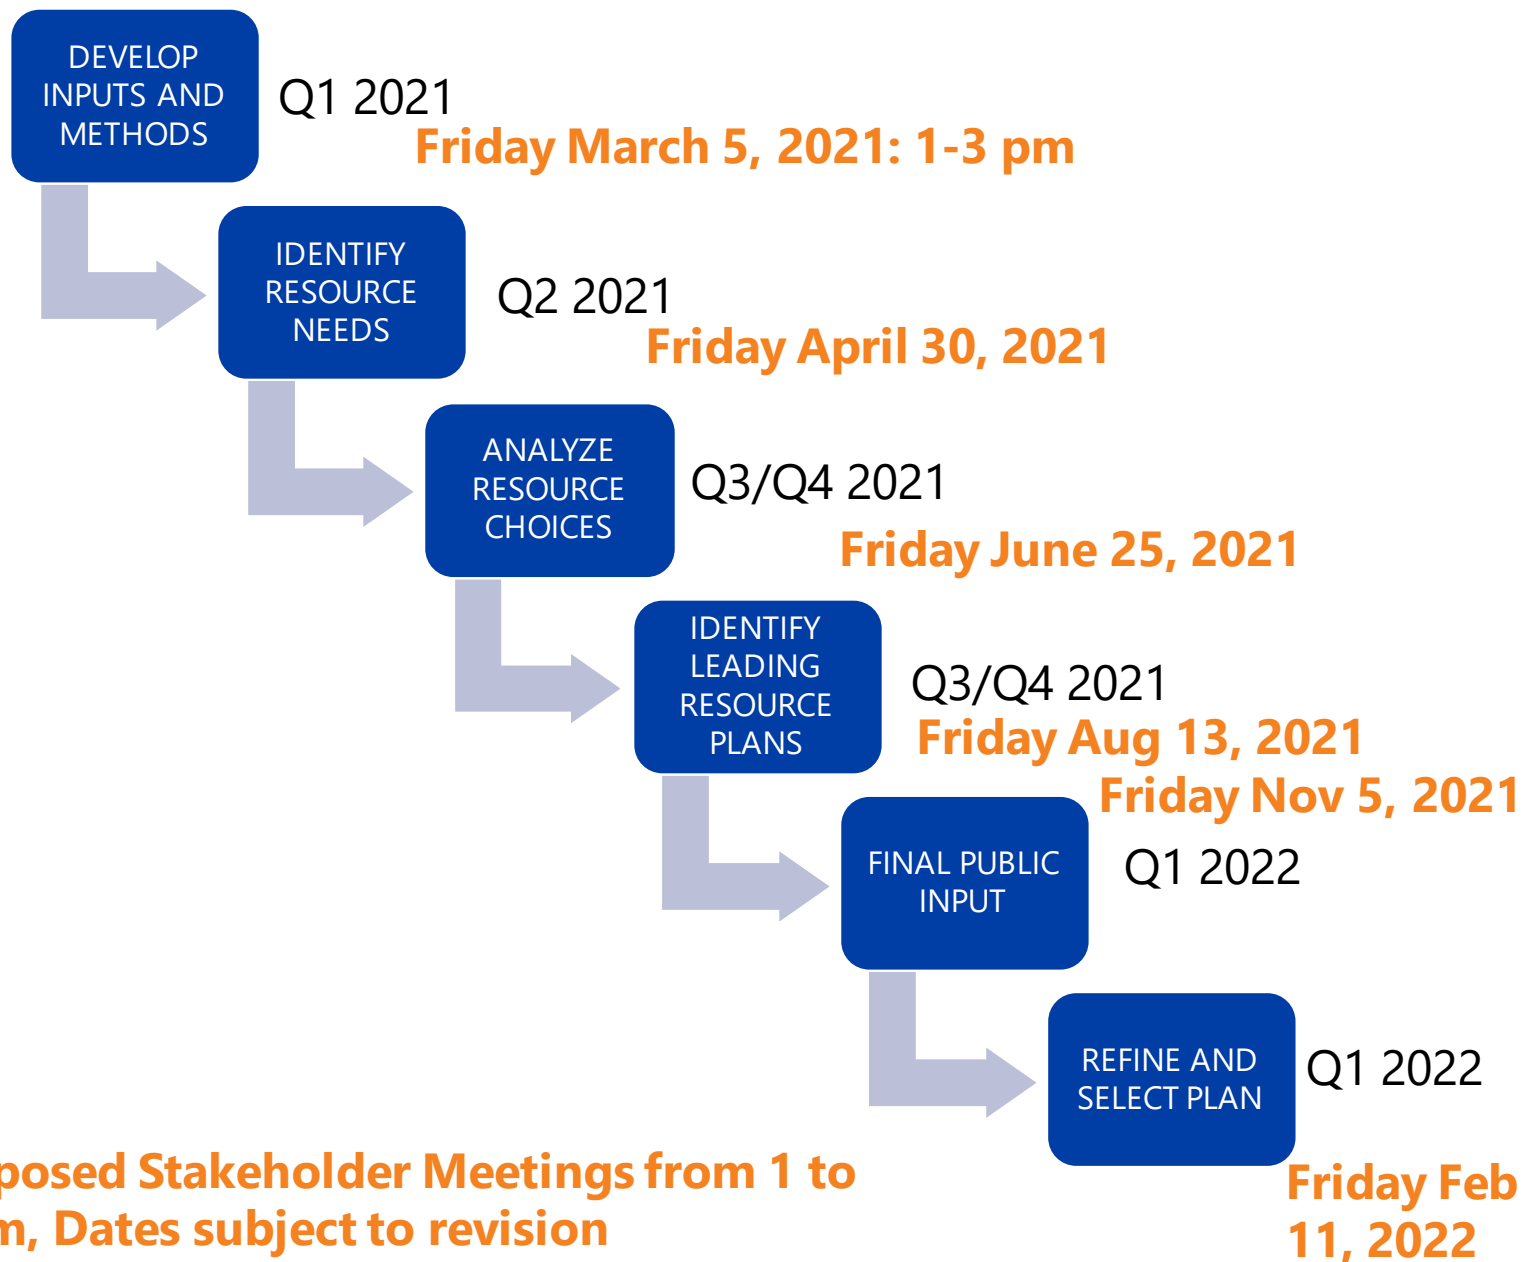 DEVELOP
INPUTS AND
METHODS
Q1 2021
Friday March 5, 2021: 1-3 pm
IDENTIFY
RESOURCE
NEEDS
Q2 2021
Friday April 30, 2021
ANALYZE
RESOURCE
CHOICES
Q3/Q4 2021
Friday June 25, 2021
IDENTIFY
LEADING
RESOURCE
PLANS
Q3/Q4 2021
Friday Aug 13, 2021
Friday Nov 5, 2021
FINAL PUBLIC
INPUT
Q1 2022
REFINE AND
SELECT PLAN
Q1 2022
Friday Feb
11, 2022
posed Stakeholder Meetings from 1 to
m, Dates subject to revision